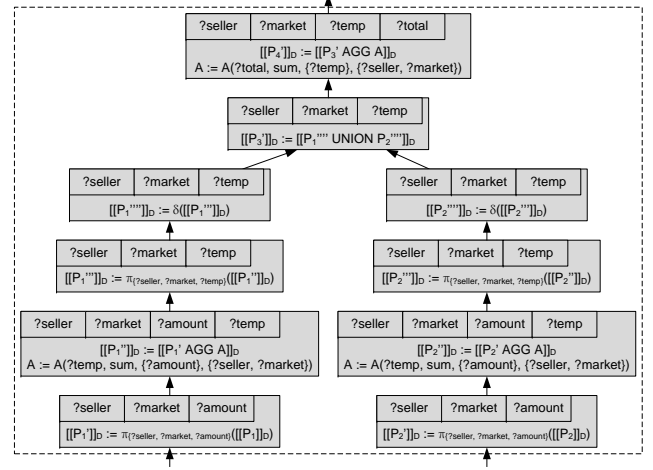 ?seller ?market ?temp ?total
[[P₄']]D := [[P₃' AGG A]]D
A := A(?total, sum, {?temp}, {?seller, ?market})
?seller ?market ?temp
[[P₃']]D := [[P₁'''' UNION P₂'''']]D
?seller ?market ?temp
[[P₁'''']]D := δ([[P₁''']]D)
?seller ?market ?temp
[[P₂'''']]D := δ([[P₂''']]D)
?seller ?market ?temp
[[P₁''']]D := π{?seller, ?market, ?temp}([[P₁'']]D)
?seller ?market ?temp
[[P₂''']]D := π{?seller, ?market, ?temp}([[P₂'']]D)
?seller ?market ?amount ?temp
[[P₁'']]D := [[P₁' AGG A]]D
A := A(?temp, sum, {?amount}, {?seller, ?market})
?seller ?market ?amount ?temp
[[P₂'']]D := [[P₂' AGG A]]D
A := A(?temp, sum, {?amount}, {?seller, ?market})
?seller ?market ?amount
[[P₁']]D := π{?seller, ?market, ?amount}([[P₁]]D)
?seller ?market ?amount
[[P₂']]D := π{?seller, ?market, ?amount}([[P₂]]D)